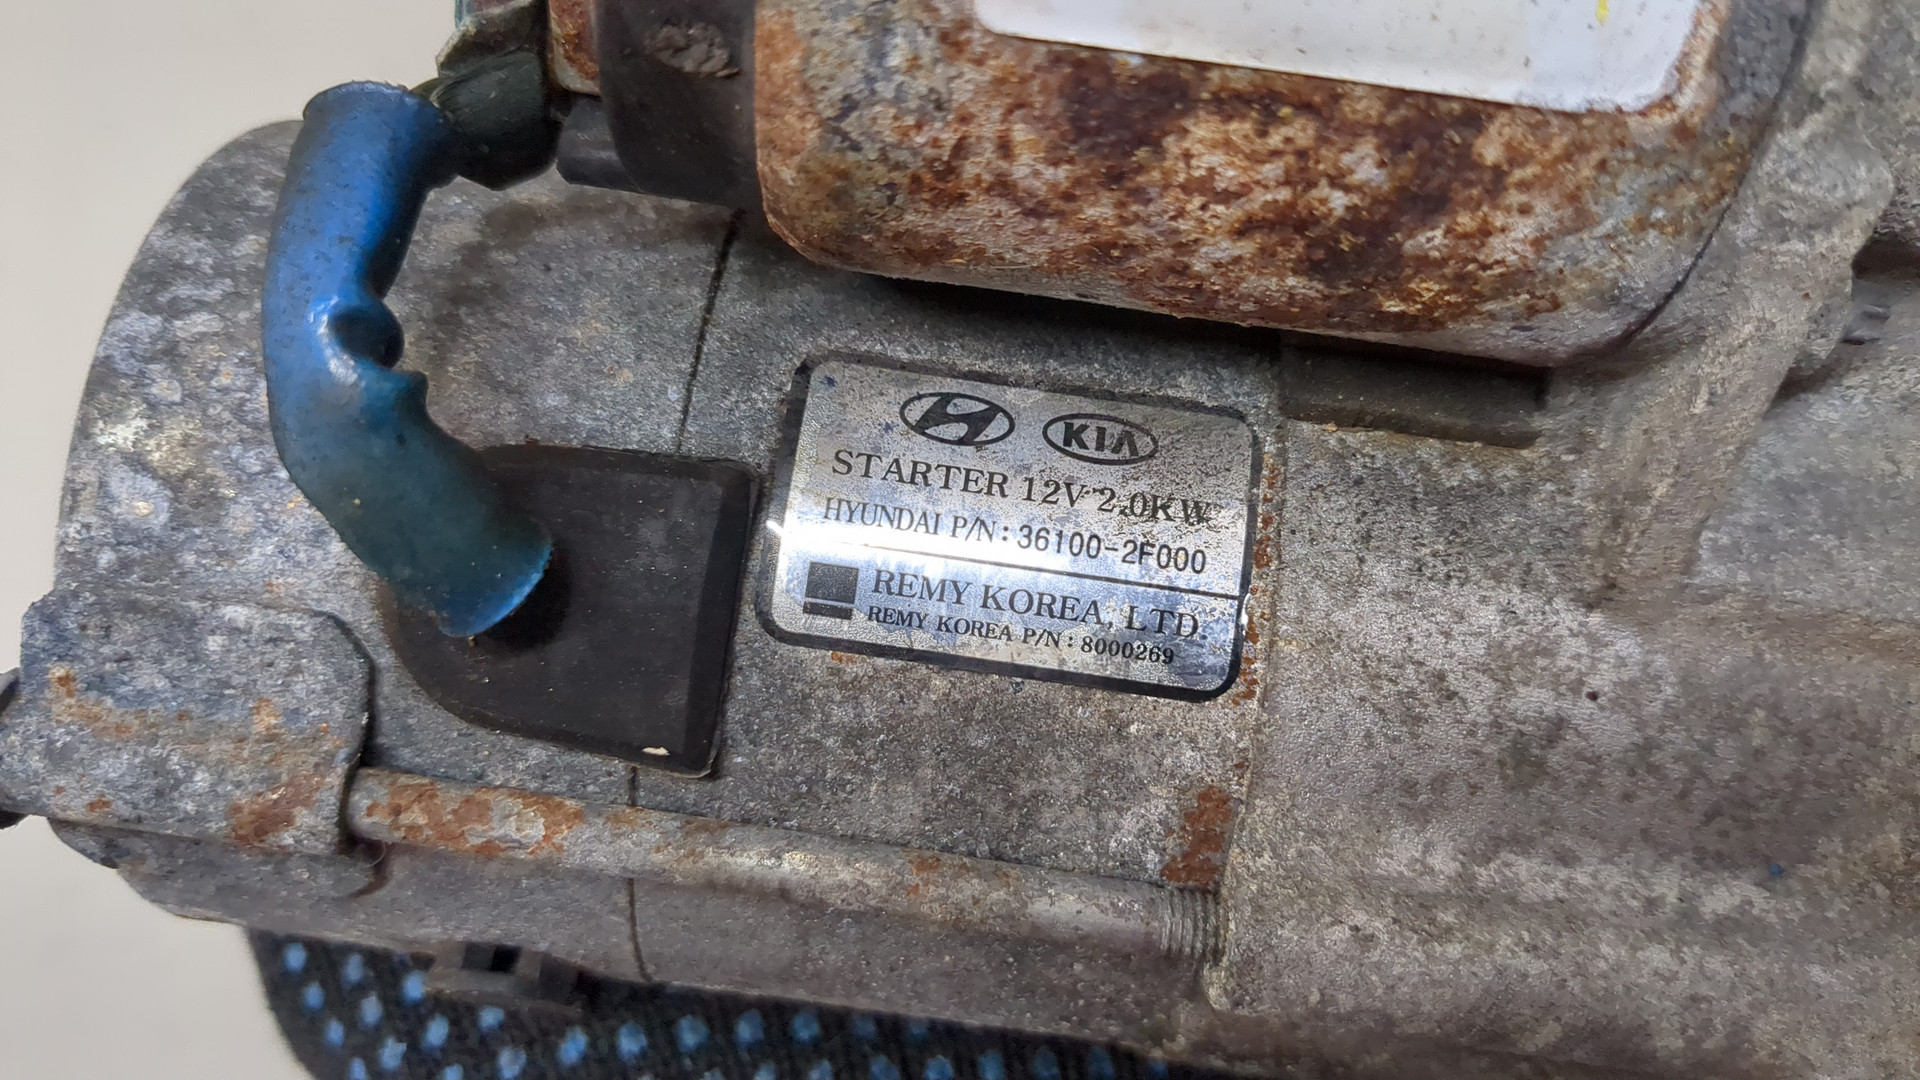 KIA
STARTER 12V 2.0KW
HYUNDAI P/N : 36100-2F000
REMY KOREA, LTD.
REMY KOREA P/N : 8000269